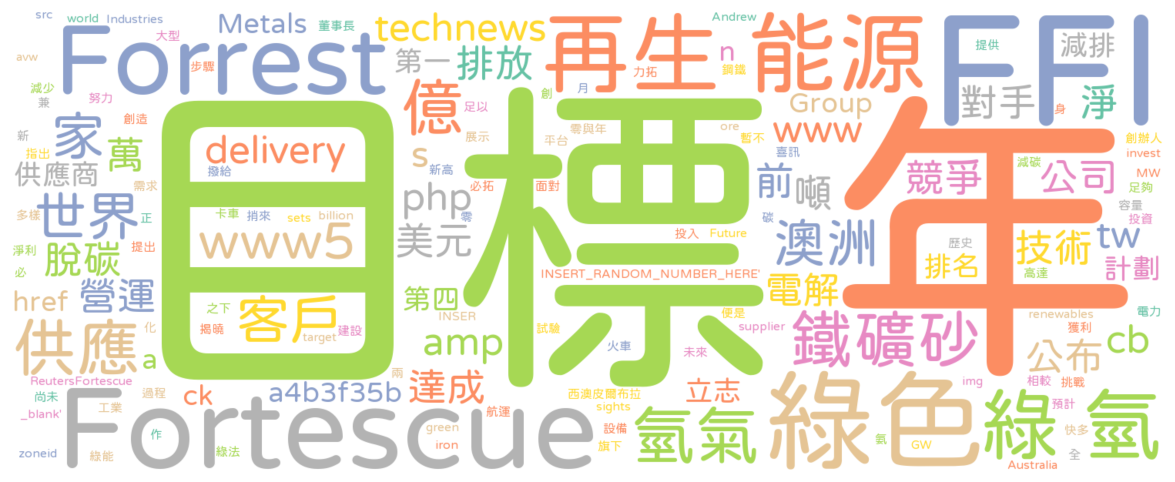 src
world
Industries
Metals
董事長
technews
再生
能源
FFI
Andrew
提供
減排
大型
Forrest
第一
排放
步驟
力拓
鋼鐵
n
對手
淨
avw
減少
兼
努力
億
足以
創
月
Group
身
新
家
創造
目標
年
展示
平台
零與年
ore
暫不
www
創辦人
指出
萬
delivery
s
喜訊
競爭
減碳
公司
invest
供應商
撥給
新高
必拓
面對
前
噸
MW
需求
php
足夠
多樣
世界
正
卡車
捎來
sets
billion
零
碳
容量
投資
美元
投入
Future
澳洲
歷史
技術
tw
淨利
脫碳
提出
www5
排名
計劃
必
INSERT_RANDOM_NUMBER_HERE'
高達
href
營運
第四
電解
之下
客戶
INSER
便是
renewables
電力
揭曉
target
建設
試驗
supplier
鐵礦砂
獲利
供應
化
a
amp
火車
未來
公布
cb
ReutersFortescue
過程
兩
img
相較
挑戰
尚未
ck
a4b3f35b
達成
西澳皮爾布拉
立志
_blank'
工業
航運
sights
綠色
綠氫
預計
Fortescue
作
green
設備
氫氣
快多
zoneid
綠能
綠法
iron
旗下
氫
GW
全
Australia